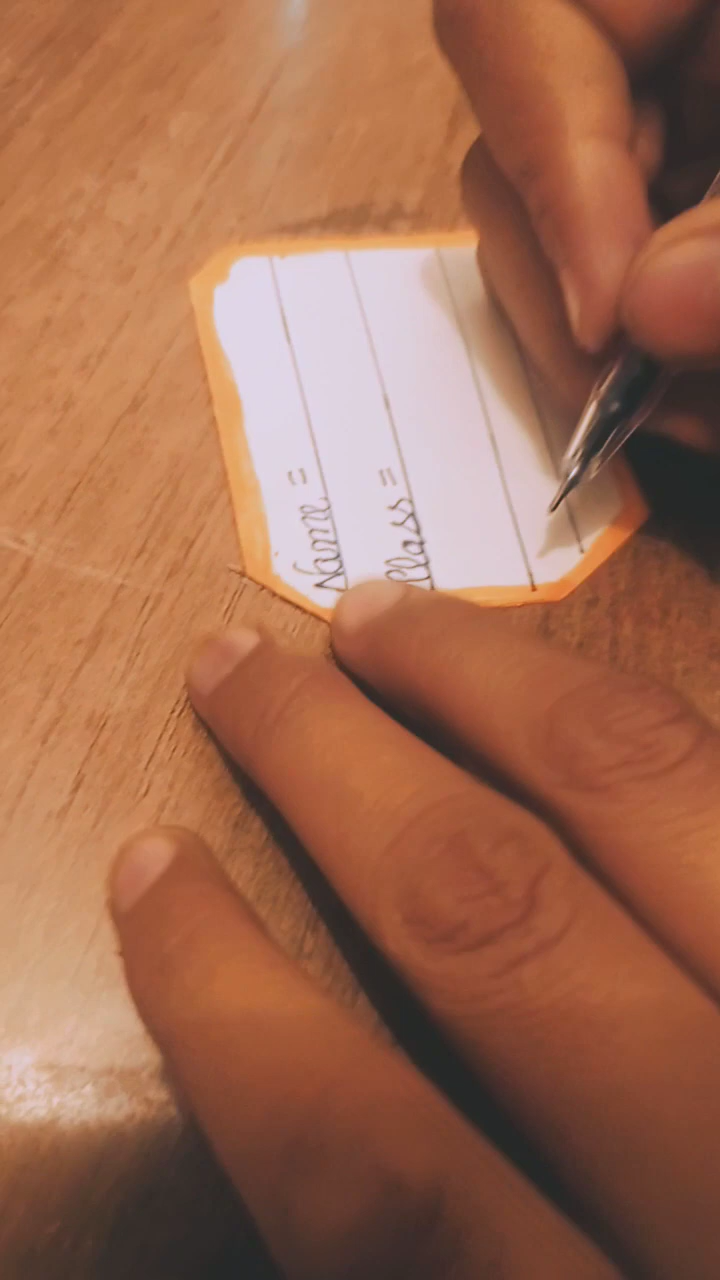 Name =
Class =